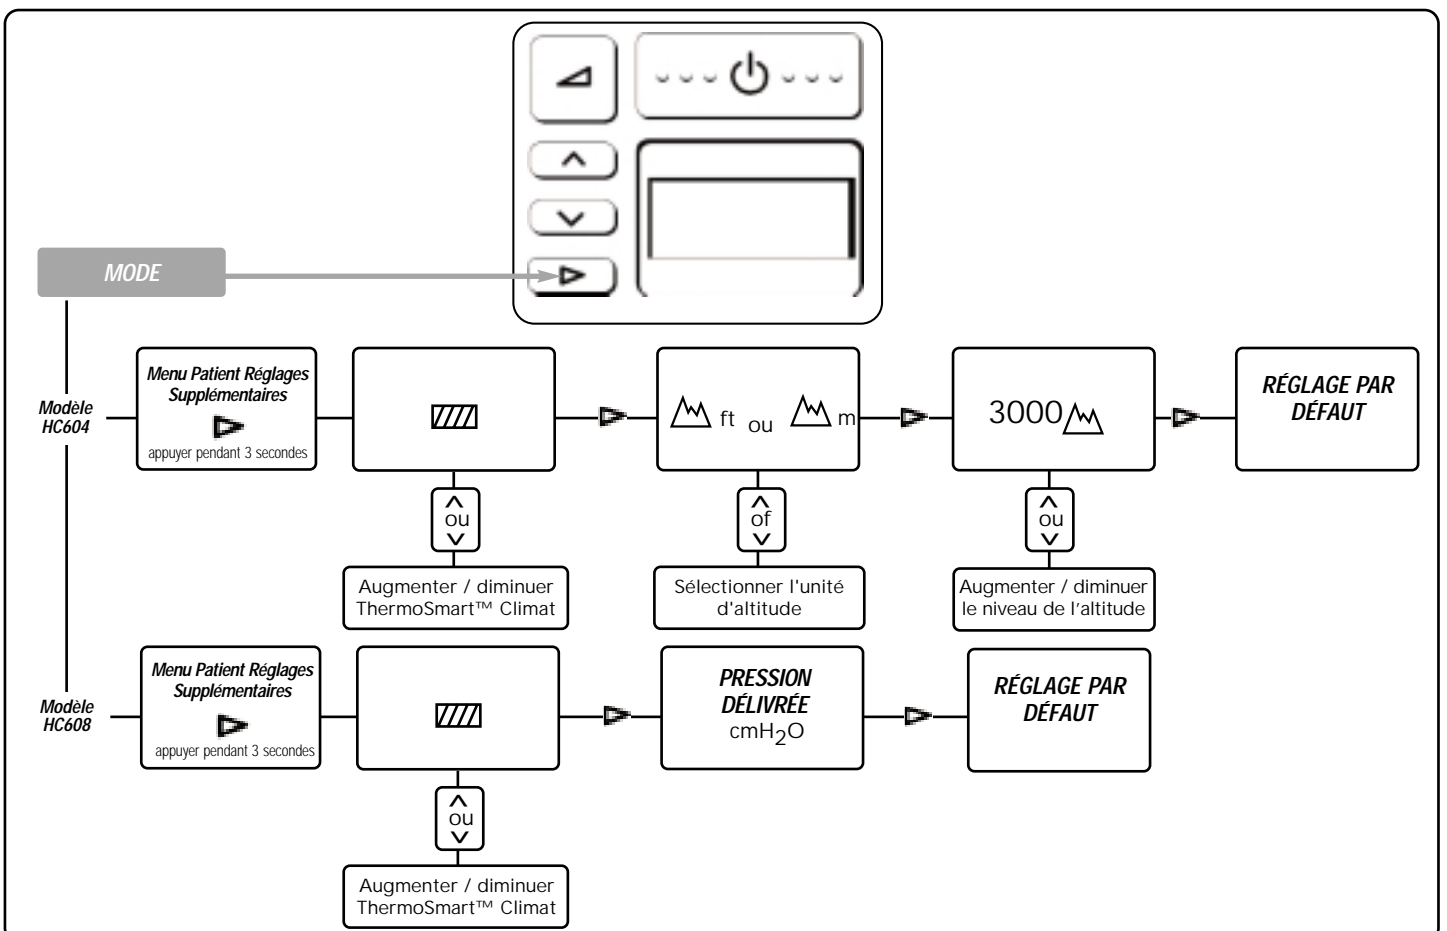 MODE
Modèle
HC604
Menu Patient Réglages
Supplémentaires
appuyer pendant 3 secondes
ft ou m
3000
RÉGLAGE PAR
DÉFAUT
ou
of
ou
Augmenter / diminuer
ThermoSmart™ Climat
Sélectionner l'unité
d'altitude
Augmenter / diminuer
le niveau de l’altitude
Modèle
HC608
Menu Patient Réglages
Supplémentaires
appuyer pendant 3 secondes
PRESSION
DÉLIVRÉE
cmH2O
RÉGLAGE PAR
DÉFAUT
ou
Augmenter / diminuer
ThermoSmart™ Climat